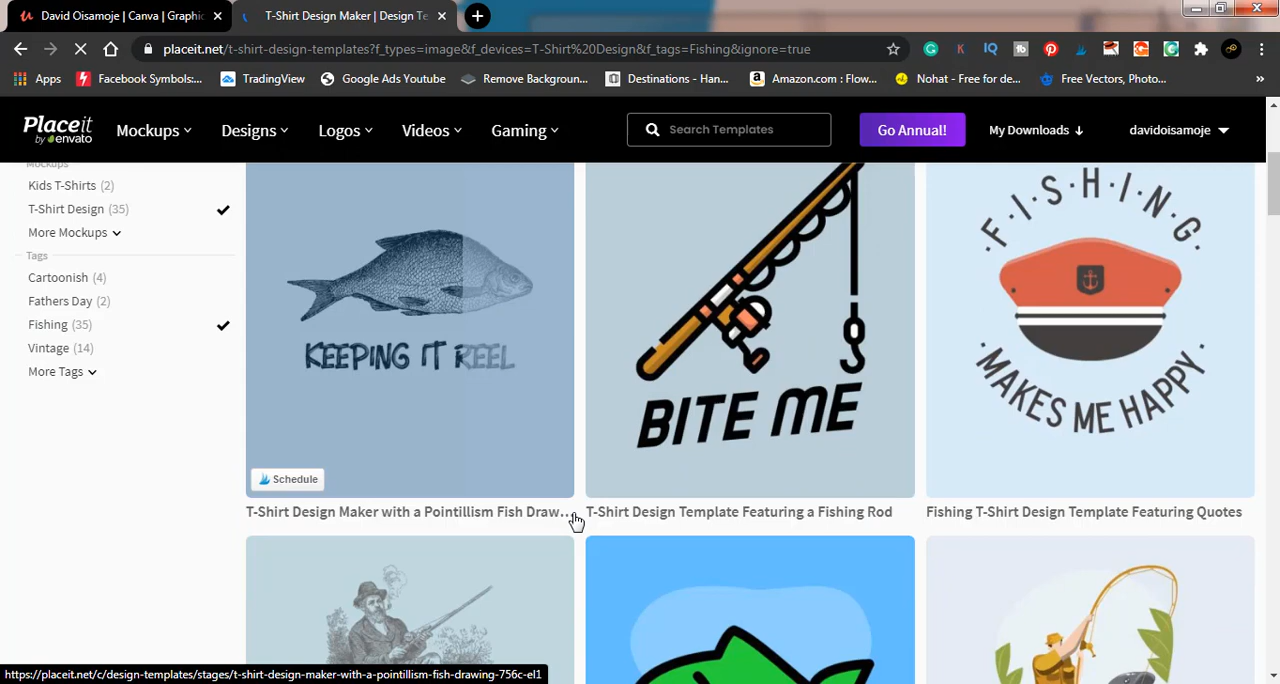 David Oisamoje | Canva | Graphic
T-Shirt Design Maker | Design Te
placeit.net/t-shirt-design-templates?f_types=image&f_devices=T-Shirt%20Design&f_tags=Fishing&ignore=true
Apps
Facebook Symbols:...
TradingView
Google Ads Youtube
Remove Backgroun...
Destinations - Han...
Amazon.com : Flow...
Nohat - Free for de...
Free Vectors, Photo...
Placeit by envato
Mockups
Designs
Logos
Videos
Gaming
Search Templates
Go Annual!
My Downloads
davidoisamoje
Mockups
Kids T-Shirts (2)
T-Shirt Design (35)
More Mockups
Tags
Cartoonish (4)
Fathers Day (2)
Fishing (35)
Vintage (14)
More Tags
KEEPING IT REEL
Schedule
T-Shirt Design Maker with a Pointillism Fish Draw...
BITE ME
T-Shirt Design Template Featuring a Fishing Rod
·F·I·S·H·I·N·G·
·MAKES ME HAPPY·
Fishing T-Shirt Design Template Featuring Quotes
https://placeit.net/c/design-templates/stages/t-shirt-design-maker-with-a-pointillism-fish-drawing-756c-el1